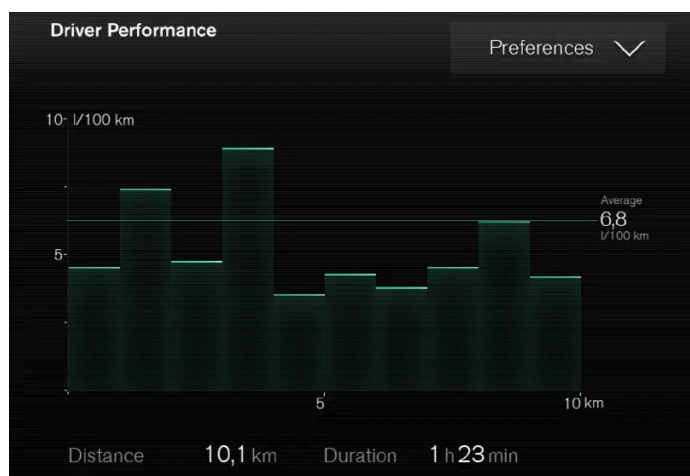 Driver Performance
Preferences
10- l/100 km
Average
6,8
l/100 km
5-
5
10 km
Distance 10,1 km Duration 1 h 23 min